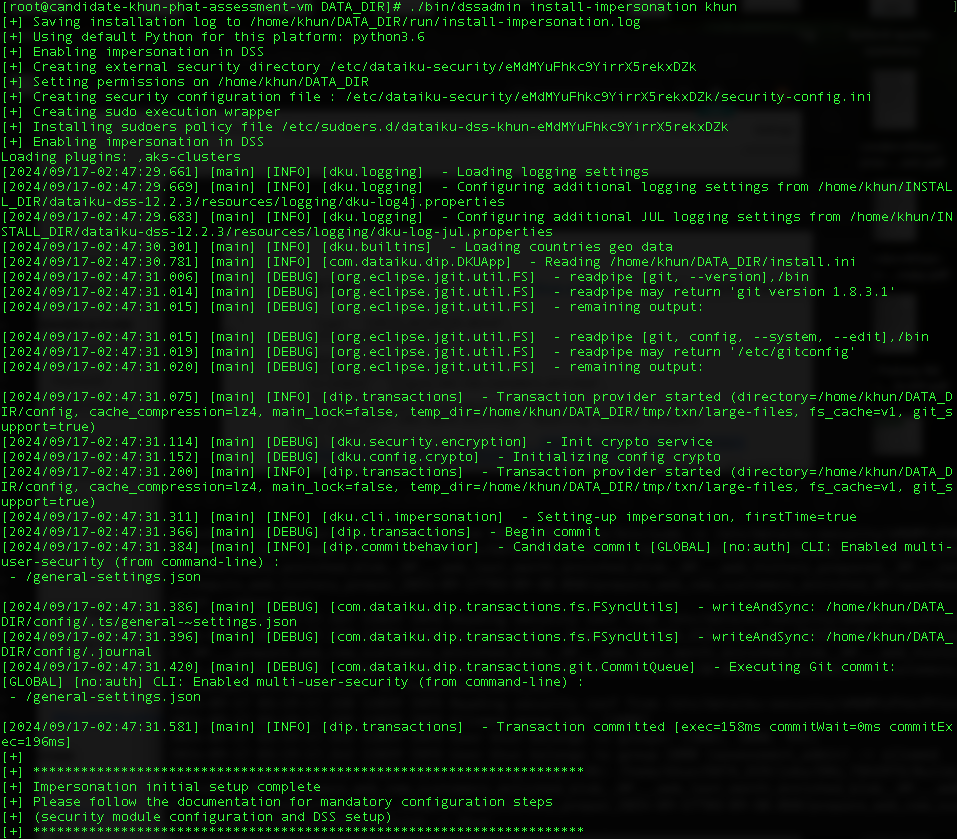 [root@candidate-khun-phat-assessment-vm DATA_DIR]# ./bin/dssadmin install-impersonation khun
[+] Saving installation log to /home/khun/DATA_DIR/run/install-impersonation.log
[+] Using default Python for this platform: python3.6
[+] Enabling impersonation in DSS
[+] Creating external security directory /etc/dataiku-security/eMdMYuFhkc9YirrX5rekxDZk
[+] Setting permissions on /home/khun/DATA_DIR
[+] Creating security configuration file : /etc/dataiku-security/eMdMYuFhkc9YirrX5rekxDZk/security-config.ini
[+] Creating sudo execution wrapper
[+] Installing sudoers policy file /etc/sudoers.d/dataiku-dss-khun-eMdMYuFhkc9YirrX5rekxDZk
[+] Enabling impersonation in DSS
Loading plugins: ,aks-clusters
[2024/09/17-02:47:29.661] [main] [INFO] [dku.logging]  - Loading logging settings
[2024/09/17-02:47:29.669] [main] [INFO] [dku.logging]  - Configuring additional logging settings from /home/khun/INSTAL
L_DIR/dataiku-dss-12.2.3/resources/logging/dku-log4j.properties
[2024/09/17-02:47:29.683] [main] [INFO] [dku.logging]  - Configuring additional JUL logging settings from /home/khun/IN
STALL_DIR/dataiku-dss-12.2.3/resources/logging/dku-log-jul.properties
[2024/09/17-02:47:30.301] [main] [INFO] [dku.builtins]  - Loading countries geo data
[2024/09/17-02:47:30.781] [main] [INFO] [com.dataiku.dip.DKUApp]  - Reading /home/khun/DATA_DIR/install.ini
[2024/09/17-02:47:31.006] [main] [DEBUG] [org.eclipse.jgit.util.FS]  - readpipe [git, --version],/bin
[2024/09/17-02:47:31.014] [main] [DEBUG] [org.eclipse.jgit.util.FS]  - readpipe may return 'git version 1.8.3.1'
[2024/09/17-02:47:31.015] [main] [DEBUG] [org.eclipse.jgit.util.FS]  - remaining output:
[2024/09/17-02:47:31.015] [main] [DEBUG] [org.eclipse.jgit.util.FS]  - readpipe [git, config, --system, --edit],/bin
[2024/09/17-02:47:31.019] [main] [DEBUG] [org.eclipse.jgit.util.FS]  - readpipe may return '/etc/gitconfig'
[2024/09/17-02:47:31.020] [main] [DEBUG] [org.eclipse.jgit.util.FS]  - remaining output:
[2024/09/17-02:47:31.075] [main] [INFO] [dip.transactions]  - Transaction provider started (directory=/home/khun/DATA_D
IR/config, cache_compression=lz4, main_lock=false, temp_dir=/home/khun/DATA_DIR/tmp/txn/large-files, fs_cache=v1, git_s
upport=true)
[2024/09/17-02:47:31.114] [main] [DEBUG] [dku.security.encryption]  - Init crypto service
[2024/09/17-02:47:31.152] [main] [DEBUG] [dku.config.crypto]  - Initializing config crypto
[2024/09/17-02:47:31.200] [main] [INFO] [dip.transactions]  - Transaction provider started (directory=/home/khun/DATA_D
IR/config, cache_compression=lz4, main_lock=false, temp_dir=/home/khun/DATA_DIR/tmp/txn/large-files, fs_cache=v1, git_s
upport=true)
[2024/09/17-02:47:31.311] [main] [INFO] [dku.cli.impersonation]  - Setting-up impersonation, firstTime=true
[2024/09/17-02:47:31.366] [main] [DEBUG] [dip.transactions]  - Begin commit
[2024/09/17-02:47:31.384] [main] [INFO] [dip.commitbehavior]  - Candidate commit [GLOBAL] [no:auth] CLI: Enabled multi-
user-security (from command-line) :
 - /general-settings.json
[2024/09/17-02:47:31.386] [main] [DEBUG] [com.dataiku.dip.transactions.fs.FSyncUtils]  - writeAndSync: /home/khun/DATA_
DIR/config/.ts/general-~settings.json
[2024/09/17-02:47:31.396] [main] [DEBUG] [com.dataiku.dip.transactions.fs.FSyncUtils]  - writeAndSync: /home/khun/DATA_
DIR/config/.journal
[2024/09/17-02:47:31.420] [main] [DEBUG] [com.dataiku.dip.transactions.git.CommitQueue]  - Executing Git commit:
[GLOBAL] [no:auth] CLI: Enabled multi-user-security (from command-line) :
 - /general-settings.json
[2024/09/17-02:47:31.581] [main] [INFO] [dip.transactions]  - Transaction committed [exec=158ms commitWait=0ms commitEx
ec=196ms]
[+]
[+] *********************************************************************
[+] Impersonation initial setup complete
[+] Please follow the documentation for mandatory configuration steps
[+] (security module configuration and DSS setup)
[+] *********************************************************************